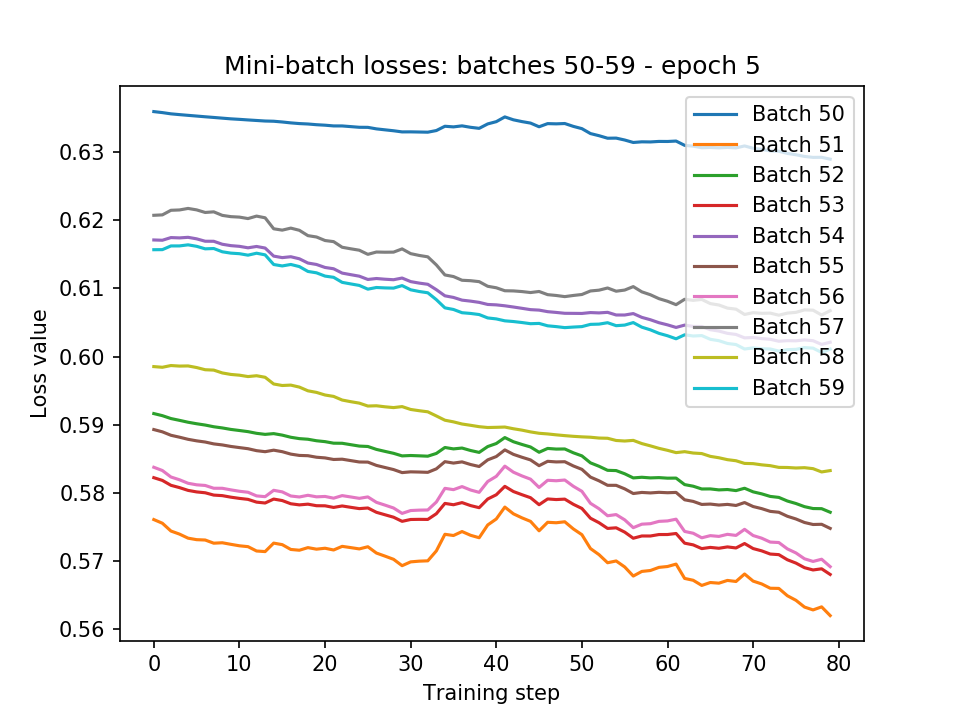 Mini-batch losses: batches 50-59 - epoch 5
Loss value
0.63
0.62
0.61
0.60
0.59
0.58
0.57
0.56
Batch 50
Batch 51
Batch 52
Batch 53
Batch 54
Batch 55
Batch 56
Batch 57
Batch 58
Batch 59
0 10 20 30 40 50 60 70 80
Training step